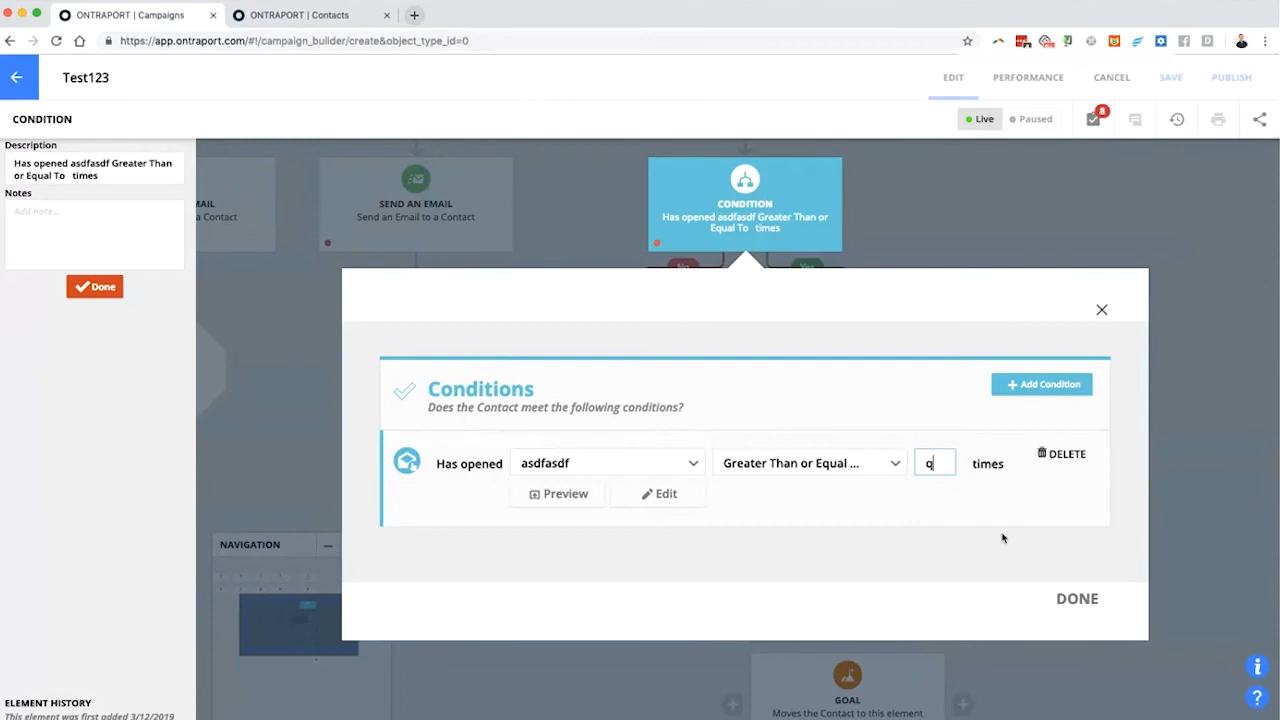 ONTRAPORT | Campaigns
ONTRAPORT | Contacts
https://app.ontraport.com/#!/campaign_builder/create&object_type_id=0
Test123
EDIT
PERFORMANCE
CANCEL
SAVE
PUBLISH
CONDITION
Live
Paused
8
Description
Has opened asdfasdf Greater Than
or Equal To times
Notes
Add note...
Done
MAIL
a Contact
SEND AN EMAIL
Send an Email to a Contact
CONDITION
Has opened asdfasdf Greater Than or
Equal To times
No
Yes
Conditions
Does the Contact meet the following conditions?
Add Condition
Has opened
asdfasdf
Greater Than or Equal ...
q
times
DELETE
Preview
Edit
DONE
NAVIGATION
GOAL
Moves the Contact to this element
ELEMENT HISTORY
This element was first added 3/12/2019